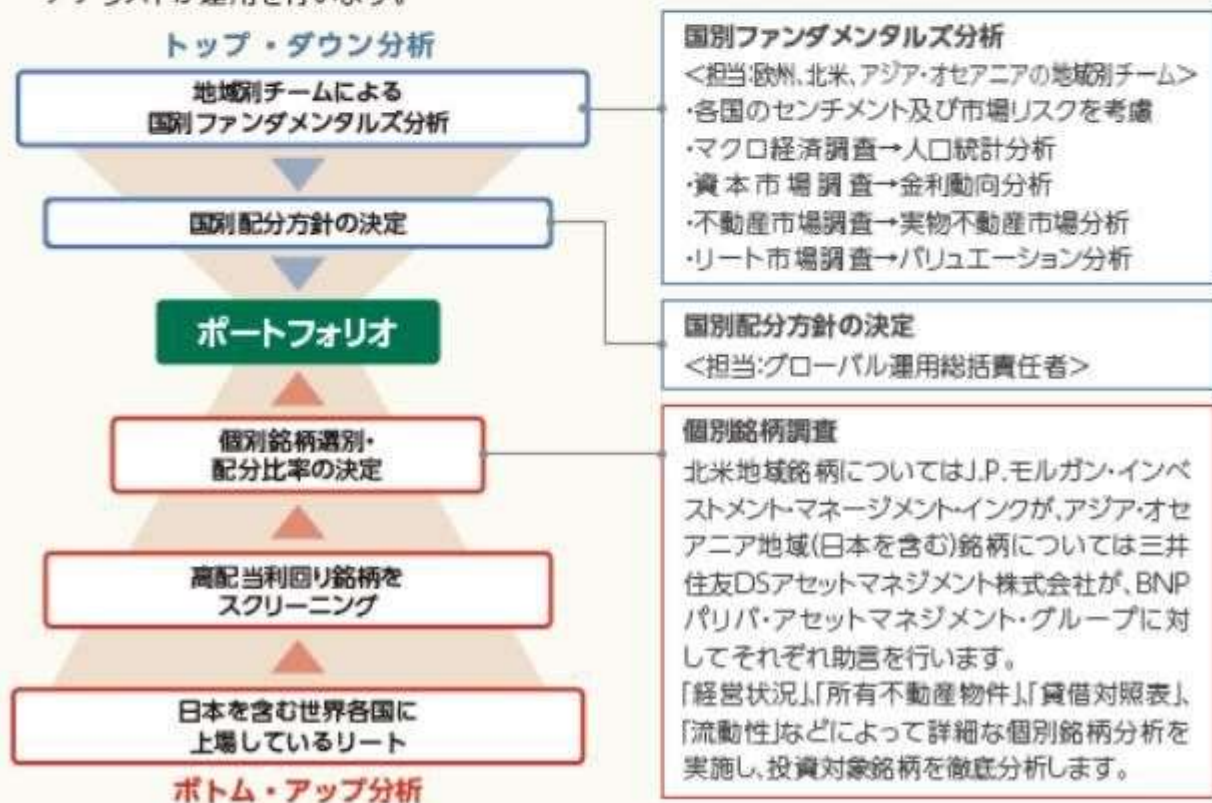 アナリストが運用を行います。
トップ・ダウン分析
地域別チームによる
国別ファンダメンタルズ分析
国別配分方針の決定
ポートフォリオ
個別銘柄選別・
配分比率の決定
高配当利回り銘柄を
スクリーニング
日本を含む世界各国に
上場しているリート
ボトム・アップ分析
国別ファンダメンタルズ分析
<担当:欧州、北米、アジア・オセアニアの地域別チーム>
・各国のセンチメント及び市場リスクを考慮
・マクロ経済調査→人口統計分析
・資本市場調査→金利動向分析
・不動産市場調査→実物不動産市場分析
・リート市場調査→バリュエーション分析
国別配分方針の決定
<担当:グローバル運用総括責任者>
個別銘柄調査
北米地域銘柄についてはJ.P.モルガン・インベ
ストメント・マネージメント・インクが、アジア・オセ
アニア地域(日本を含む)銘柄については三井
住友DSアセットマネジメント株式会社が、BNP
パリバ・アセットマネジメント・グループに対
してそれぞれ助言を行います。
「経営状況」、「所有不動産物件」、「貸借対照表」、
「流動性」などによって詳細な個別銘柄分析を
実施し、投資対象銘柄を徹底分析します。